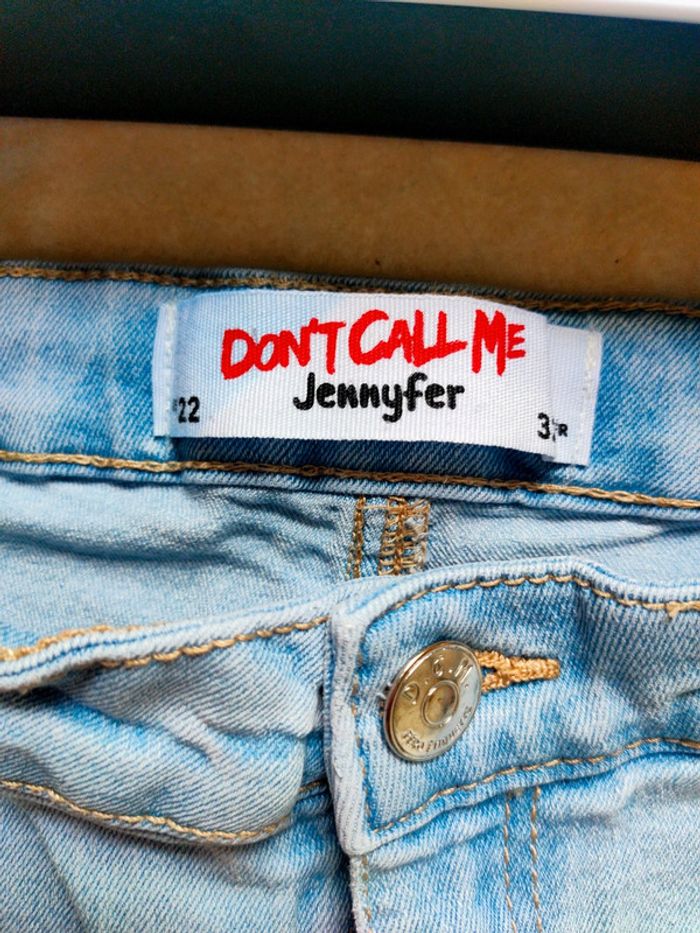 DON'T CALL ME
Jennyfer
22
D.C.M.